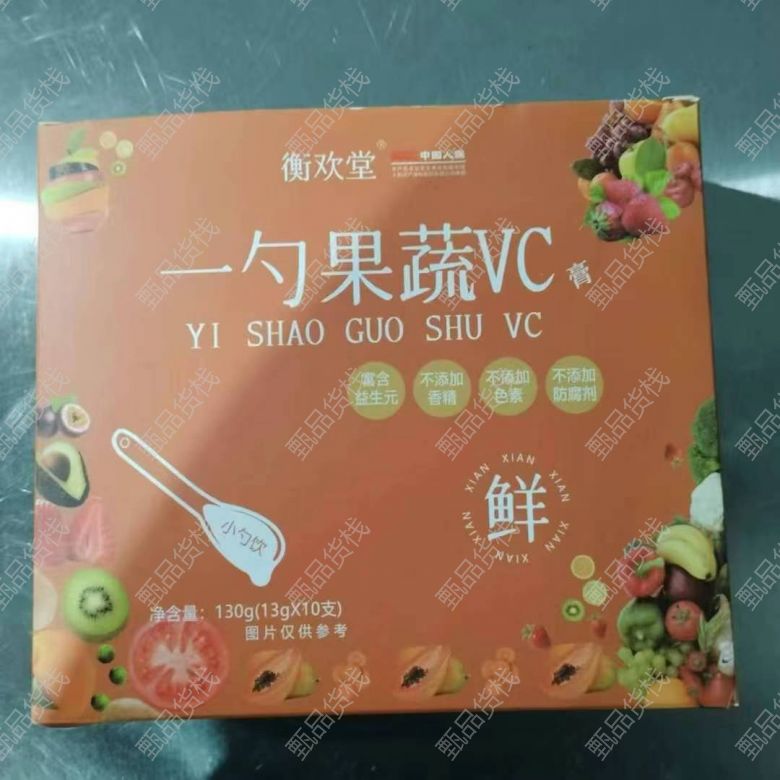 衡欢堂®
中国人保
一勺果蔬VC膏
YI SHAO GUO SHU VC
富含
益生元
不添加
香精
不添加
色素
不添加
防腐剂
小勺饮
XIAN XIAN XIAN XIAN XIAN XIAN
鲜
净含量：130g(13gX10支)
图片仅供参考
甄品货栈